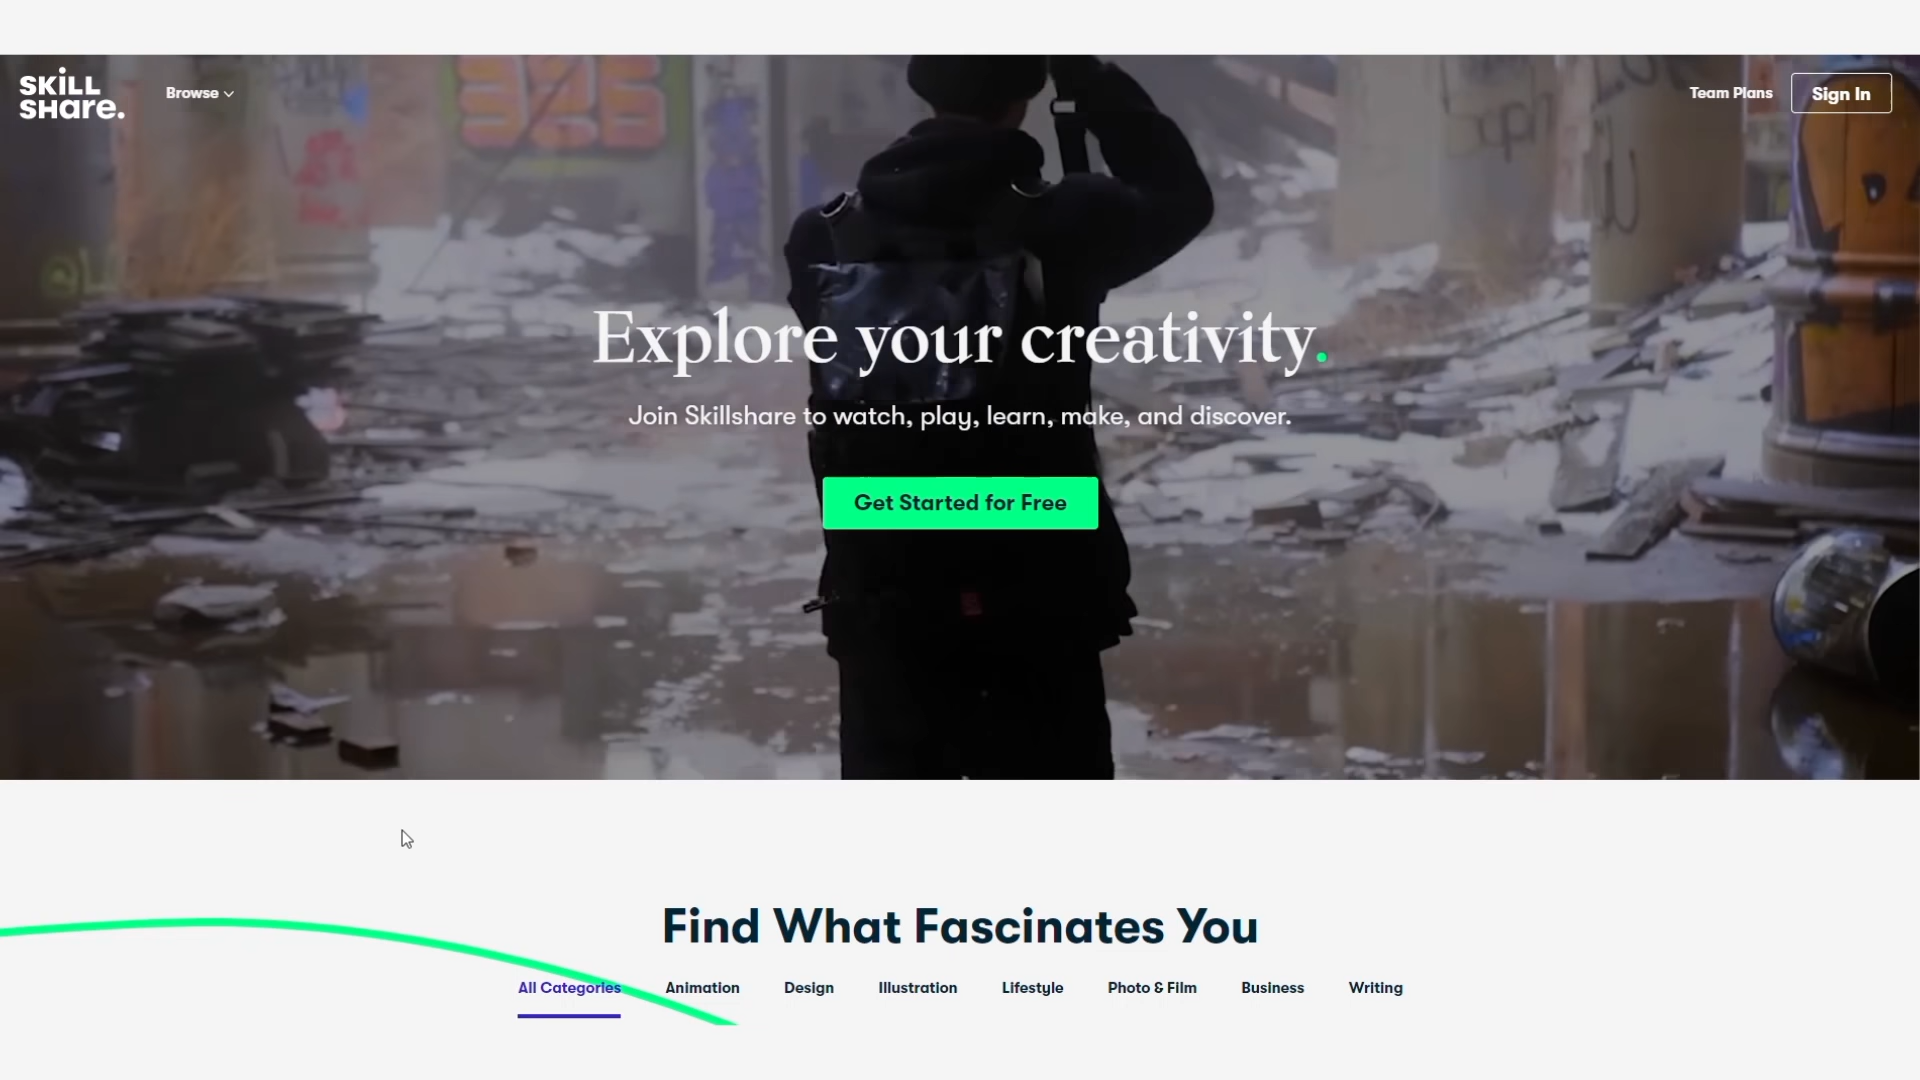 SKILL
SHare.
Browse
Team Plans
Sign In
326
Explore your creativity.
Join Skillshare to watch, play, learn, make, and discover.
Get Started for Free
Find What Fascinates You
All Categories
Animation
Design
Illustration
Lifestyle
Photo & Film
Business
Writing